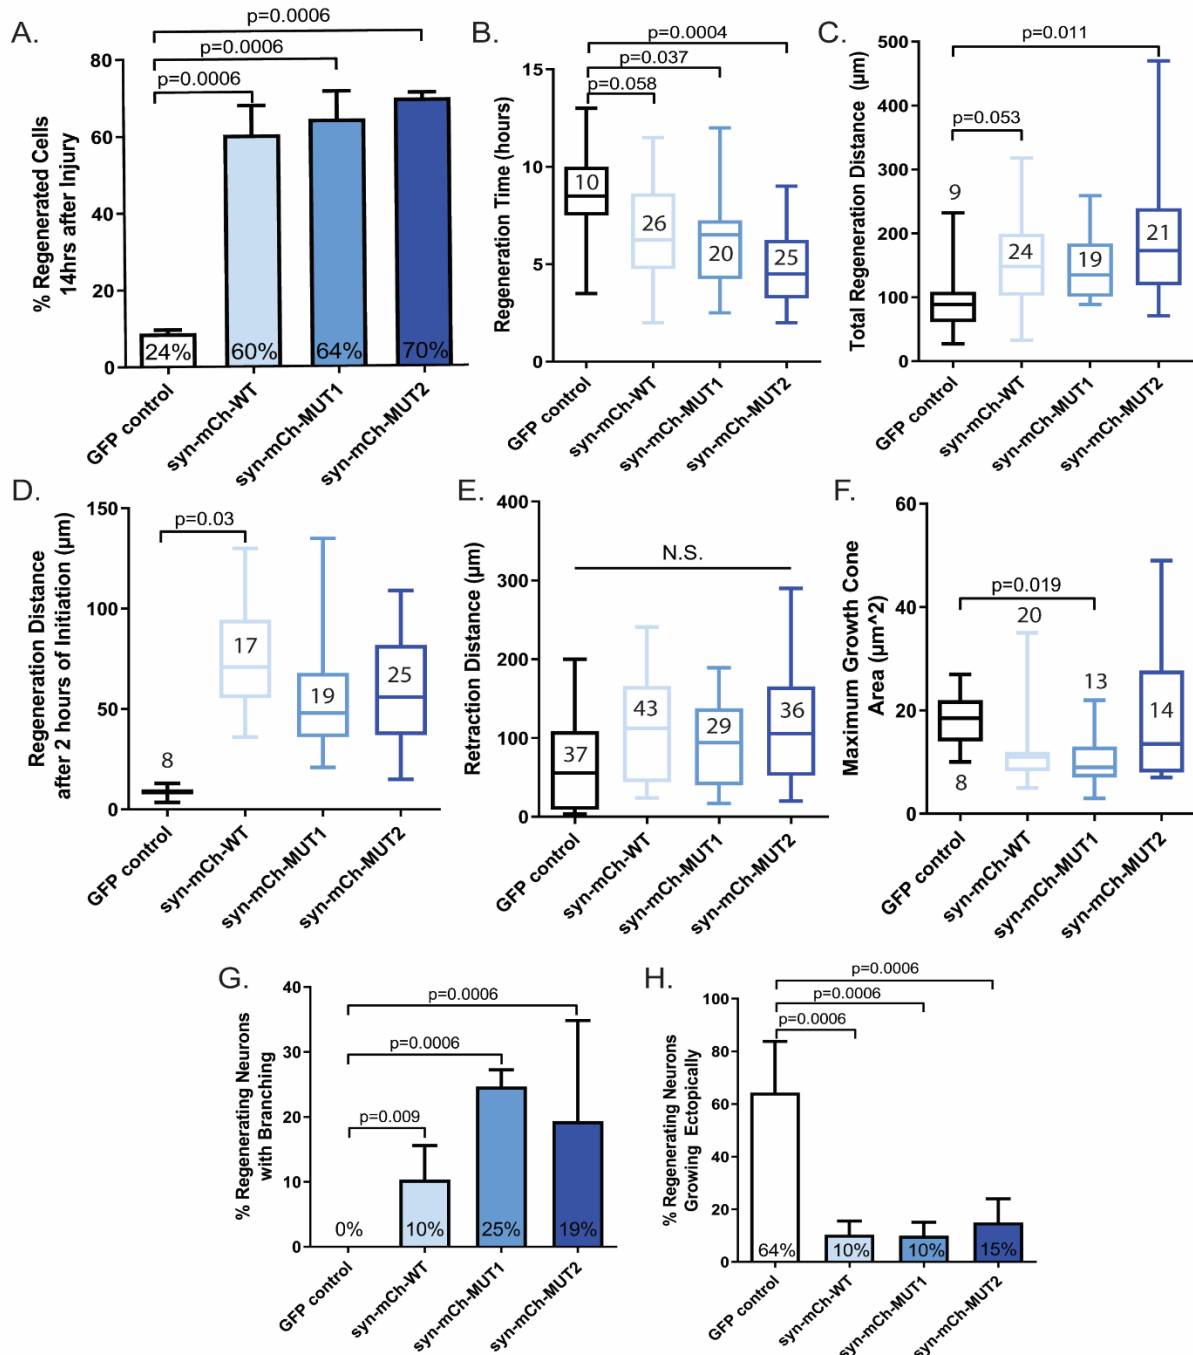 A.
p=0.0006
p=0.0006
p=0.0006
% Regenerated Cells
14hrs after Injury
80
60
40
20
0
24%
60%
64%
70%
GFP control
syn-mCh-WT
syn-mCh-MUT1
syn-mCh-MUT2
B.
p=0.0004
p=0.037
p=0.058
Regeneration Time (hours)
15
10
5
0
10
26
20
25
GFP control
syn-mCh-WT
syn-mCh-MUT1
syn-mCh-MUT2
C.
p=0.011
p=0.053
Total Regeneration Distance (µm)
500
400
300
200
100
0
9
24
19
21
GFP control
syn-mCh-WT
syn-mCh-MUT1
syn-mCh-MUT2
D.
p=0.03
Regeneration Distance
after 2 hours of Initiation (µm)
150
100
50
0
8
17
19
25
GFP control
syn-mCh-WT
syn-mCh-MUT1
syn-mCh-MUT2
E.
N.S.
Retraction Distance (µm)
400
300
200
100
0
37
43
29
36
GFP control
syn-mCh-WT
syn-mCh-MUT1
syn-mCh-MUT2
F.
p=0.019
Maximum Growth Cone
Area (µm^2)
60
40
20
0
8
20
13
14
GFP control
syn-mCh-WT
syn-mCh-MUT1
syn-mCh-MUT2
G.
p=0.0006
p=0.0006
p=0.009
% Regenerating Neurons
with Branching
40
30
20
10
0
0%
10%
25%
19%
GFP control
syn-mCh-WT
syn-mCh-MUT1
syn-mCh-MUT2
H.
p=0.0006
p=0.0006
p=0.0006
% Regenerating Neurons
Growing Ectopically
100
80
60
40
20
0
64%
10%
10%
15%
GFP control
syn-mCh-WT
syn-mCh-MUT1
syn-mCh-MUT2